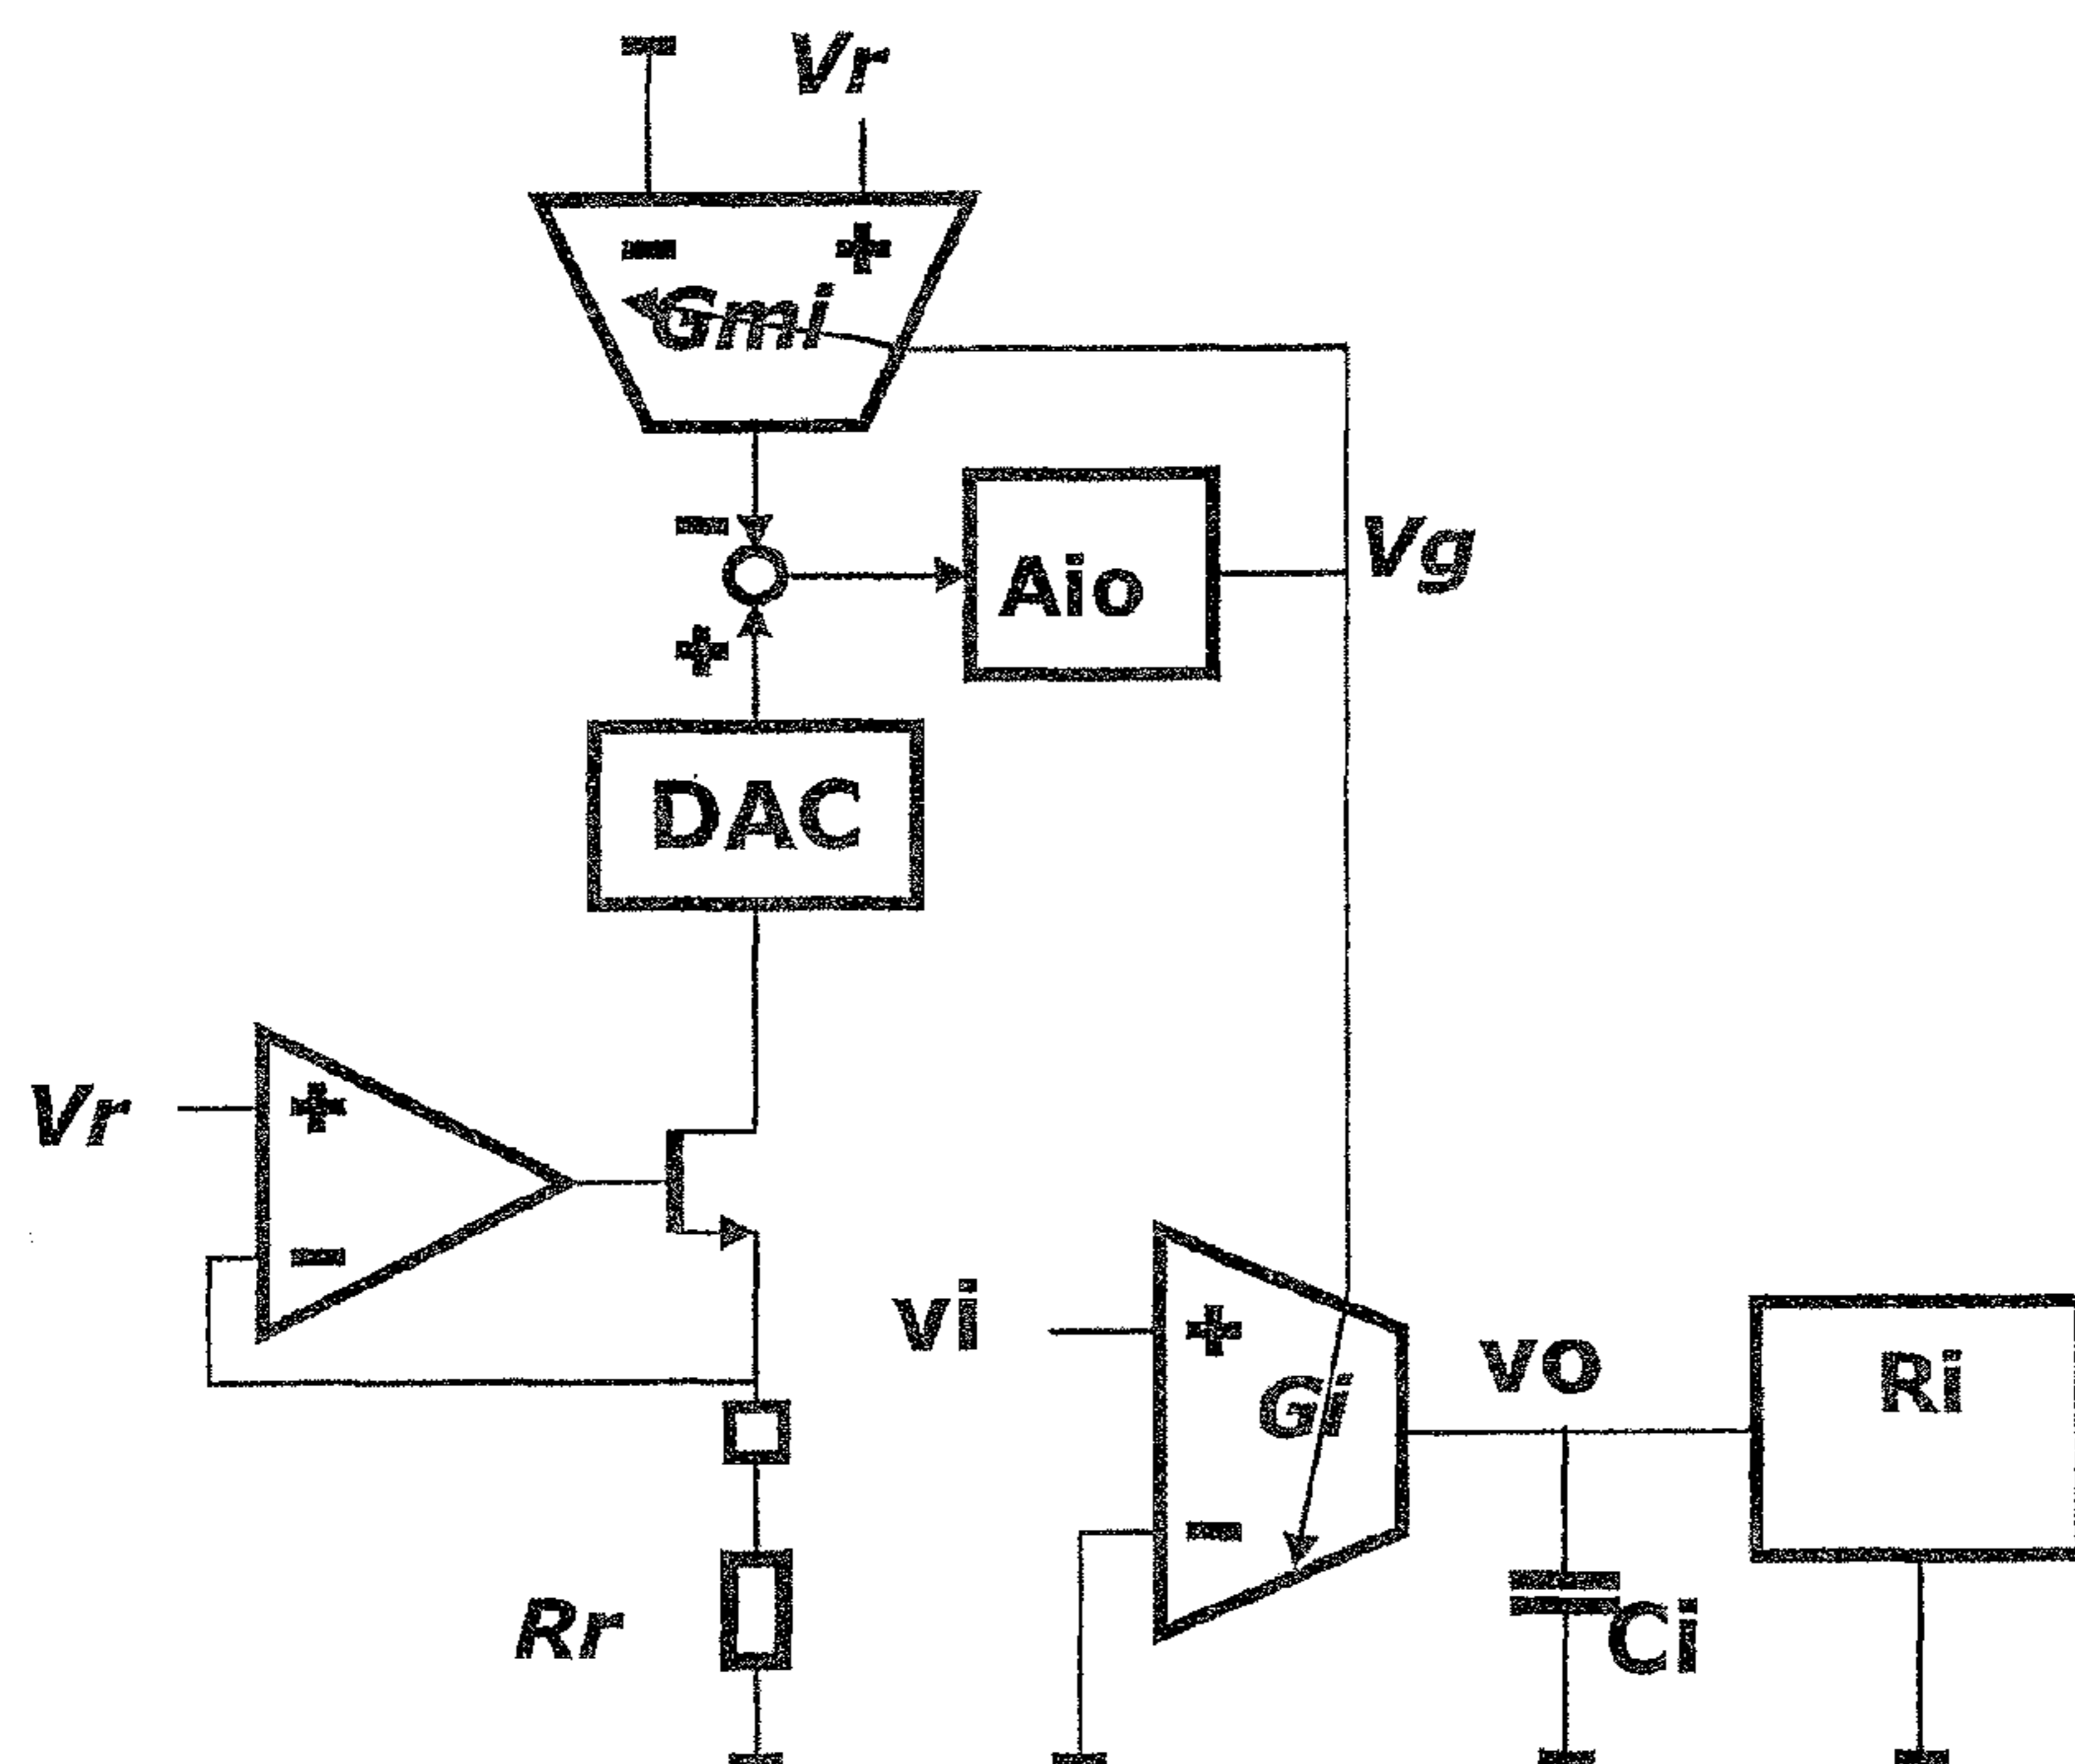 Vr
- +
Gmi
-
Aio
Vg
+
DAC
Vr
+
-
vi
+
Gi
-
vo
Ri
Rr
Ci